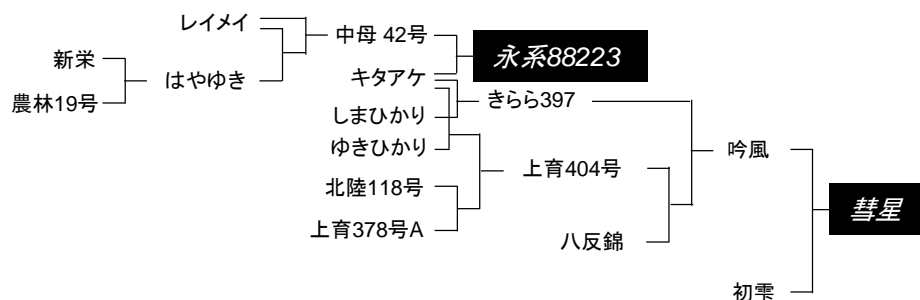 レイメイ
中母 42号
永系88223
新栄
はやゆき
農林19号
キタアケ
きらら397
しまひかり
ゆきひかり
吟風
上育404号
北陸118号
彗星
上育378号A
八反錦
初雫